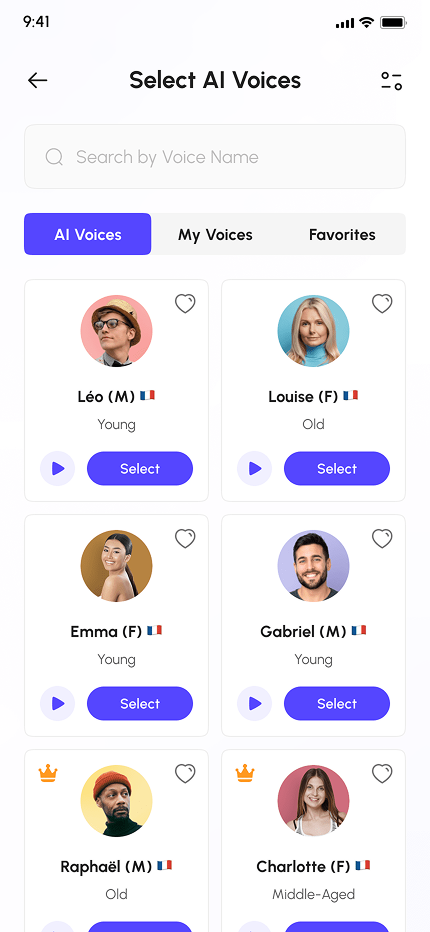 9:41
Select AI Voices
Search by Voice Name
AI Voices
My Voices
Favorites
Léo (M)
Louise (F)
Young
Old
Select
Select
Emma (F)
Gabriel (M)
Young
Young
Select
Select
Raphaël (M)
Charlotte (F)
Old
Middle-Aged